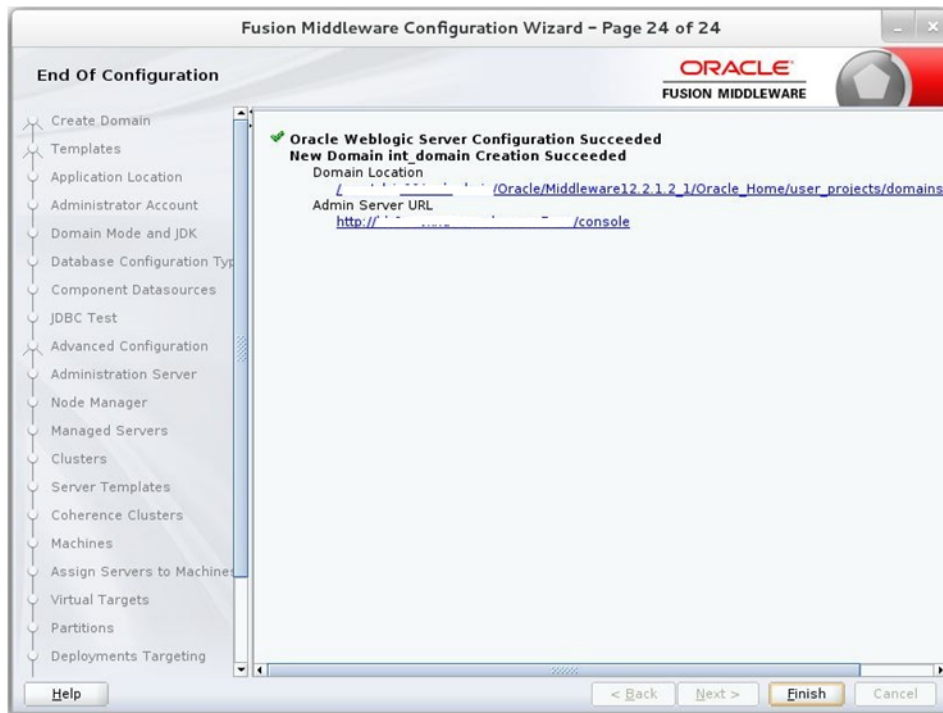 Fusion Middleware Configuration Wizard – Page 24 of 24
End Of Configuration
ORACLE
FUSION MIDDLEWARE
Create Domain
Templates
Application Location
Administrator Account
Domain Mode and JDK
Database Configuration Typ
Component Datasources
JDBC Test
Advanced Configuration
Administration Server
Node Manager
Managed Servers
Clusters
Server Templates
Coherence Clusters
Machines
Assign Servers to Machines
Virtual Targets
Partitions
Deployments Targeting
Oracle Weblogic Server Configuration Succeeded
New Domain int_domain Creation Succeeded
Domain Location
/ /Oracle/Middleware12.2.1.2_1/Oracle_Home/user_projects/domains
Admin Server URL
http:// /console
Help
< Back
Next >
Finish
Cancel